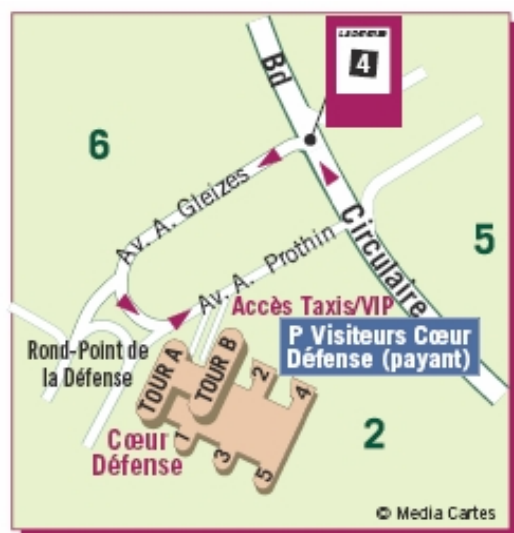 Bd
4
6
Av. A. Gleizes
Circulaire
5
Av. A. Prothin
Accès Taxis/VIP
P Visiteurs Cœur
Défense (payant)
Rond-Point de
la Défense
TOUR A
TOUR B
2
4
Cœur
Défense
1
3
5
2
© Media Cartes